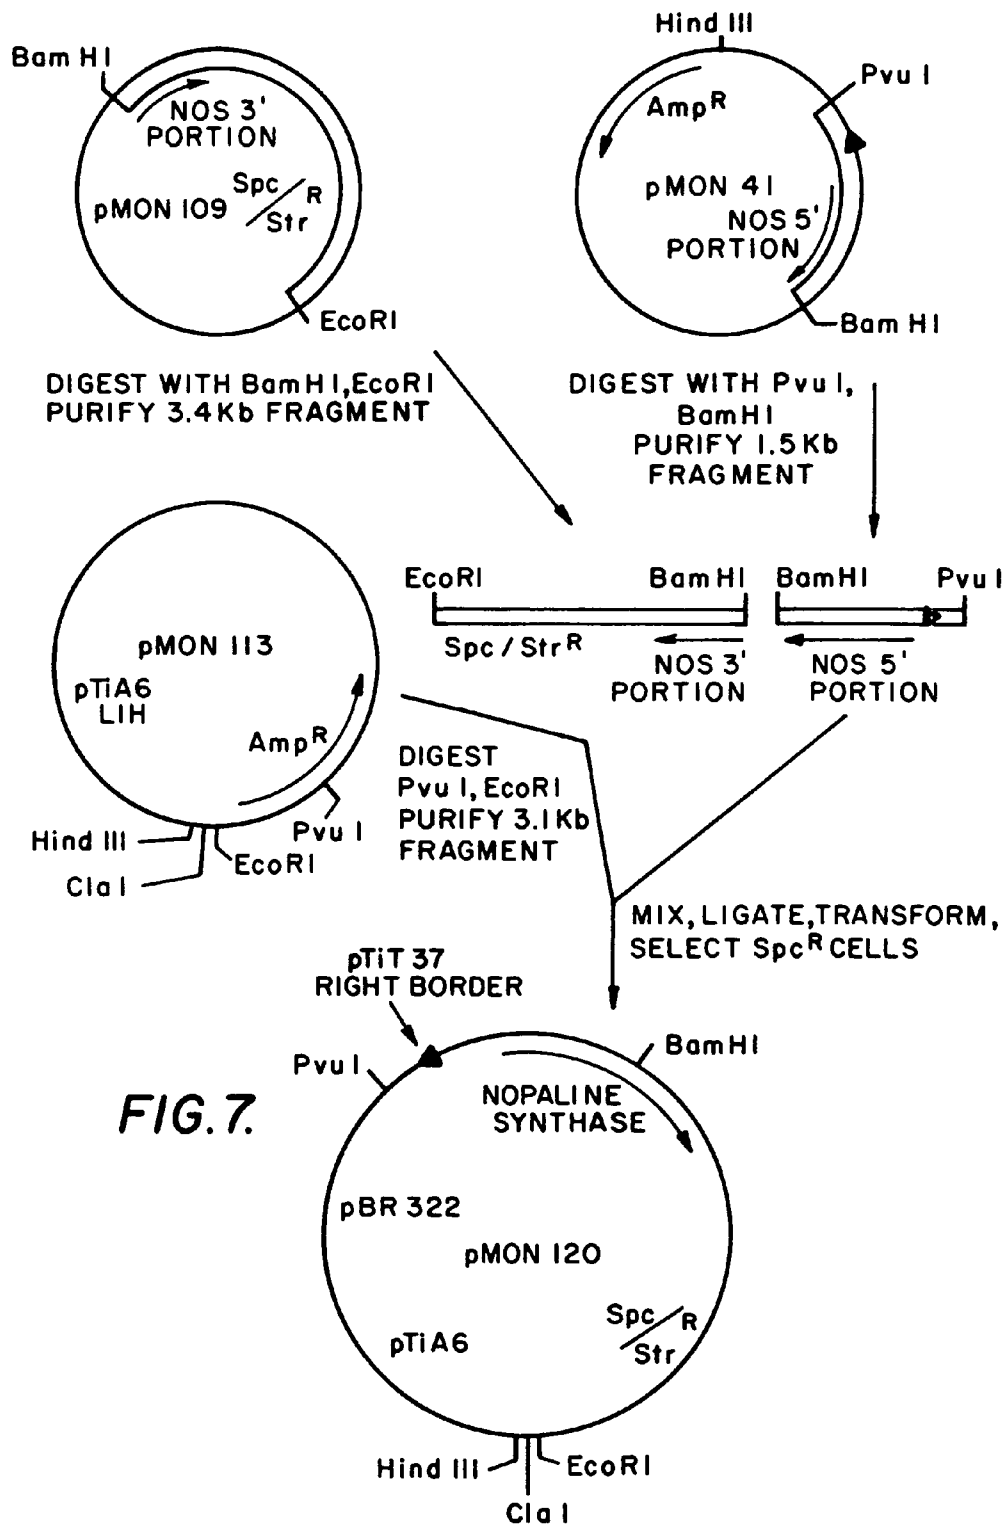 Bam HI
NOS 3'
PORTION
pMON 109
Spc/Str R
EcoRI
Hind III
Pvu I
AmpR
pMON 41
NOS 5'
PORTION
Bam HI
DIGEST WITH BamHI, EcoRI
PURIFY 3.4Kb FRAGMENT
DIGEST WITH Pvu I,
BamHI
PURIFY 1.5Kb
FRAGMENT
EcoRI
BamHI
BamHI
Pvu I
Spc/StrR
NOS 3'
PORTION
NOS 5'
PORTION
pMON 113
pTiA6
LIH
AmpR
Hind III
Cla I
EcoRI
Pvu I
DIGEST
Pvu I, EcoRI
PURIFY 3.1Kb
FRAGMENT
MIX, LIGATE, TRANSFORM,
SELECT SpcR CELLS
pTiT 37
RIGHT BORDER
Pvu I
BamHI
NOPALINE
SYNTHASE
FIG. 7.
pBR 322
pMON 120
Spc/Str R
pTiA6
Hind III
EcoRI
Cla I